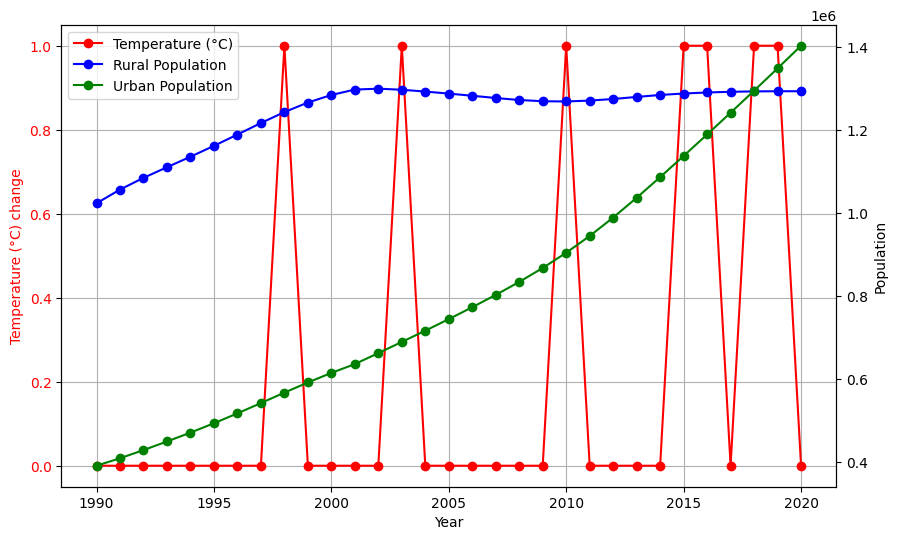 1e6
Temperature (°C)
Rural Population
Urban Population
1.0
0.8
0.6
0.4
0.2
0.0
Temperature (°C) change
1.4
1.2
1.0
0.8
0.6
0.4
Population
1990 1995 2000 2005 2010 2015 2020
Year